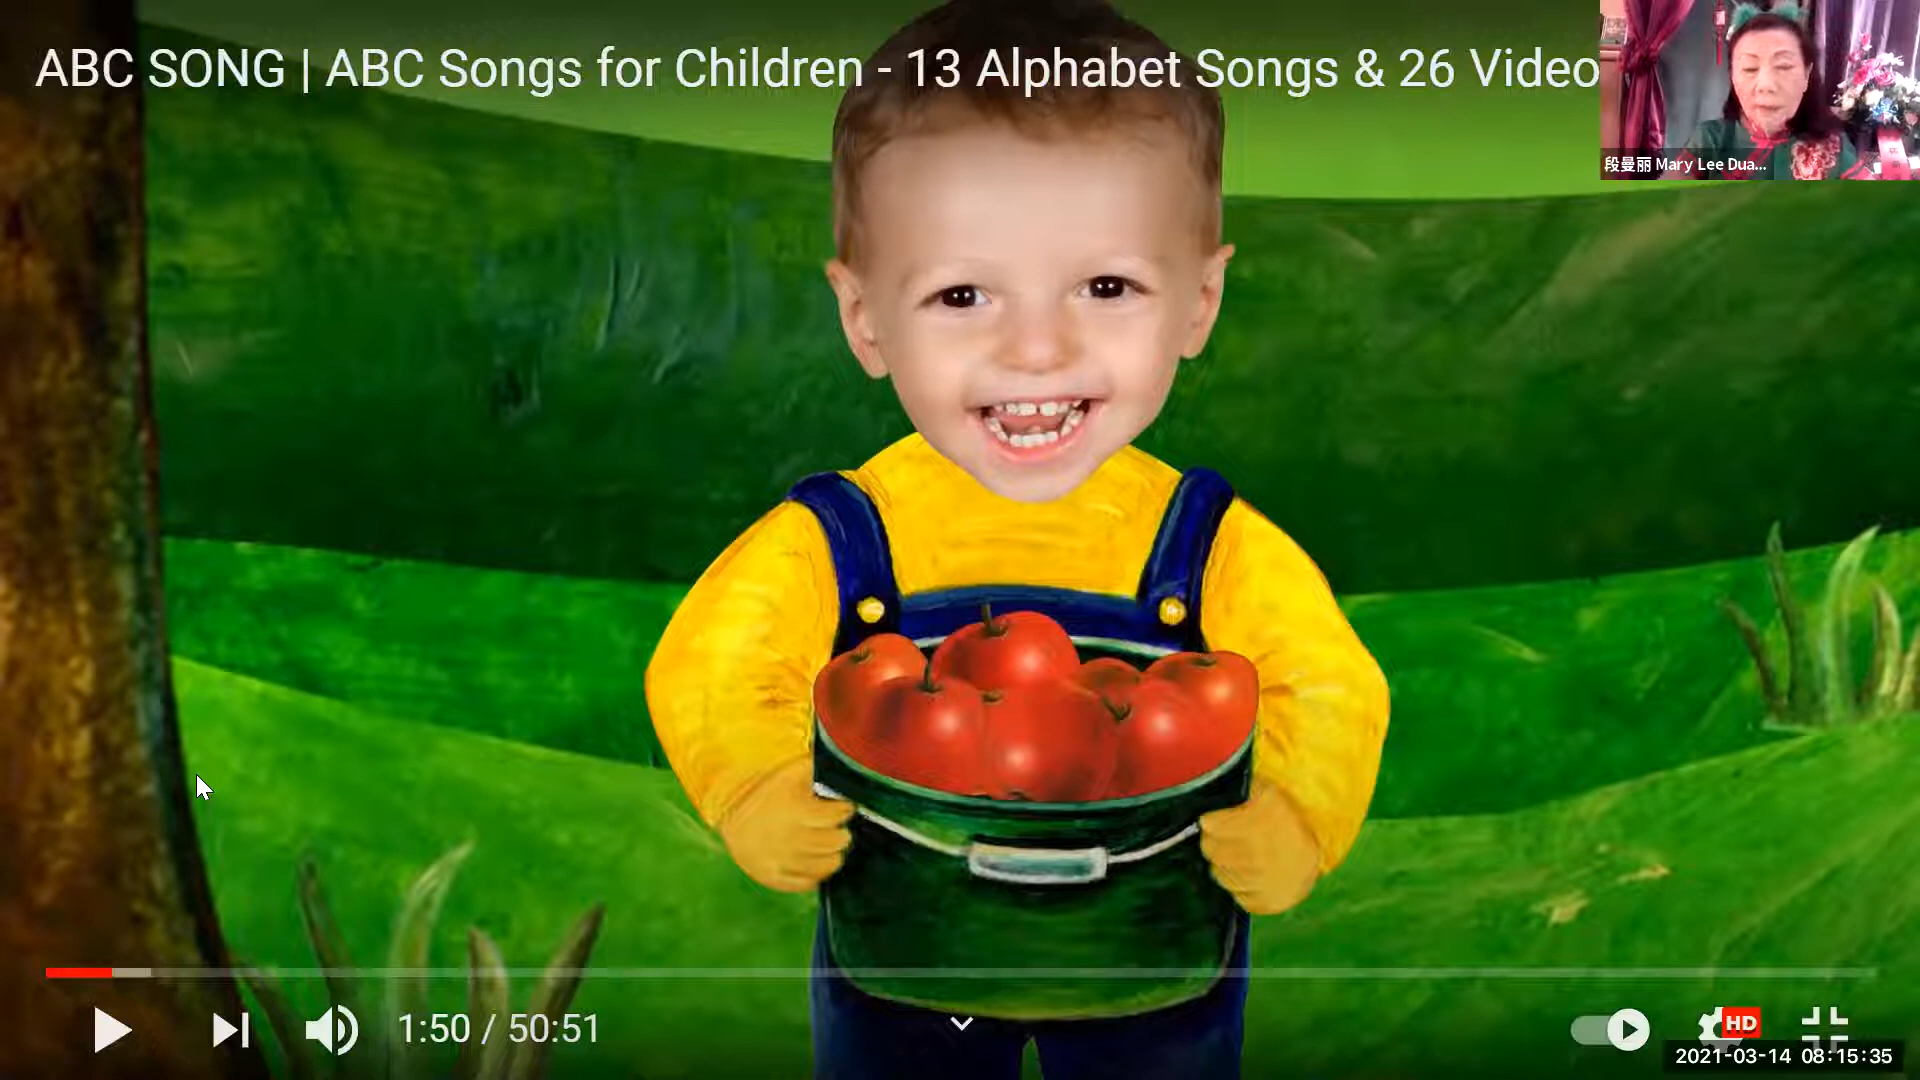 ABC SONG | ABC Songs for Children - 13 Alphabet Songs & 26 Video
段曼丽 Mary Lee Dua...
1:50 / 50:51
HD
2021-03-14 08:15:35